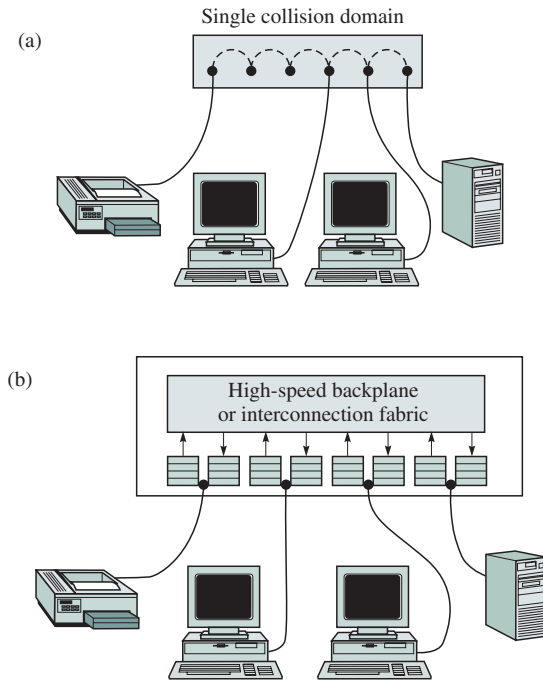 Single collision domain
(a)
(b)
High-speed backplane
or interconnection fabric